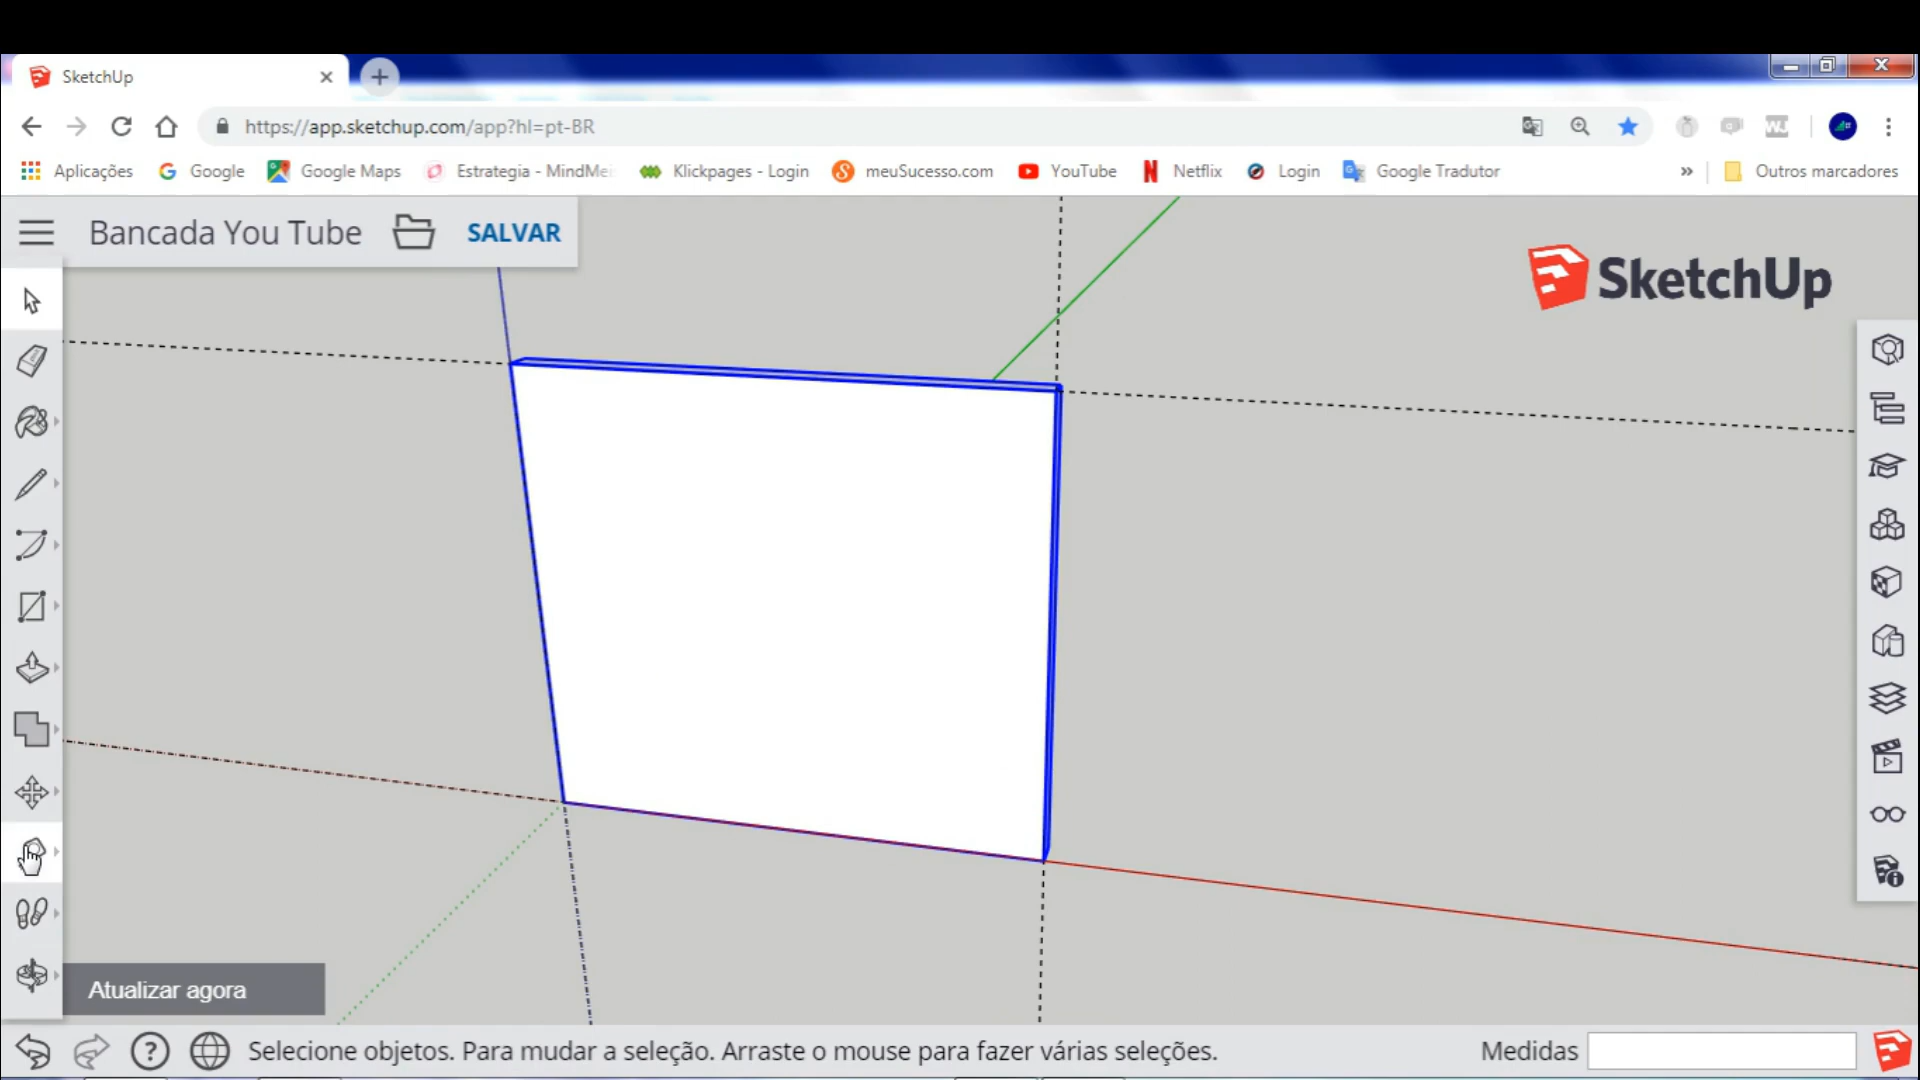 SketchUp
https://app.sketchup.com/app?hl=pt-BR
Aplicações Google Google Maps Estrategia - MindMei Klickpages - Login meuSucesso.com YouTube Netflix Login Google Tradutor » Outros marcadores
Bancada You Tube SALVAR
SketchUp
Atualizar agora
Selecione objetos. Para mudar a seleção. Arraste o mouse para fazer várias seleções. Medidas